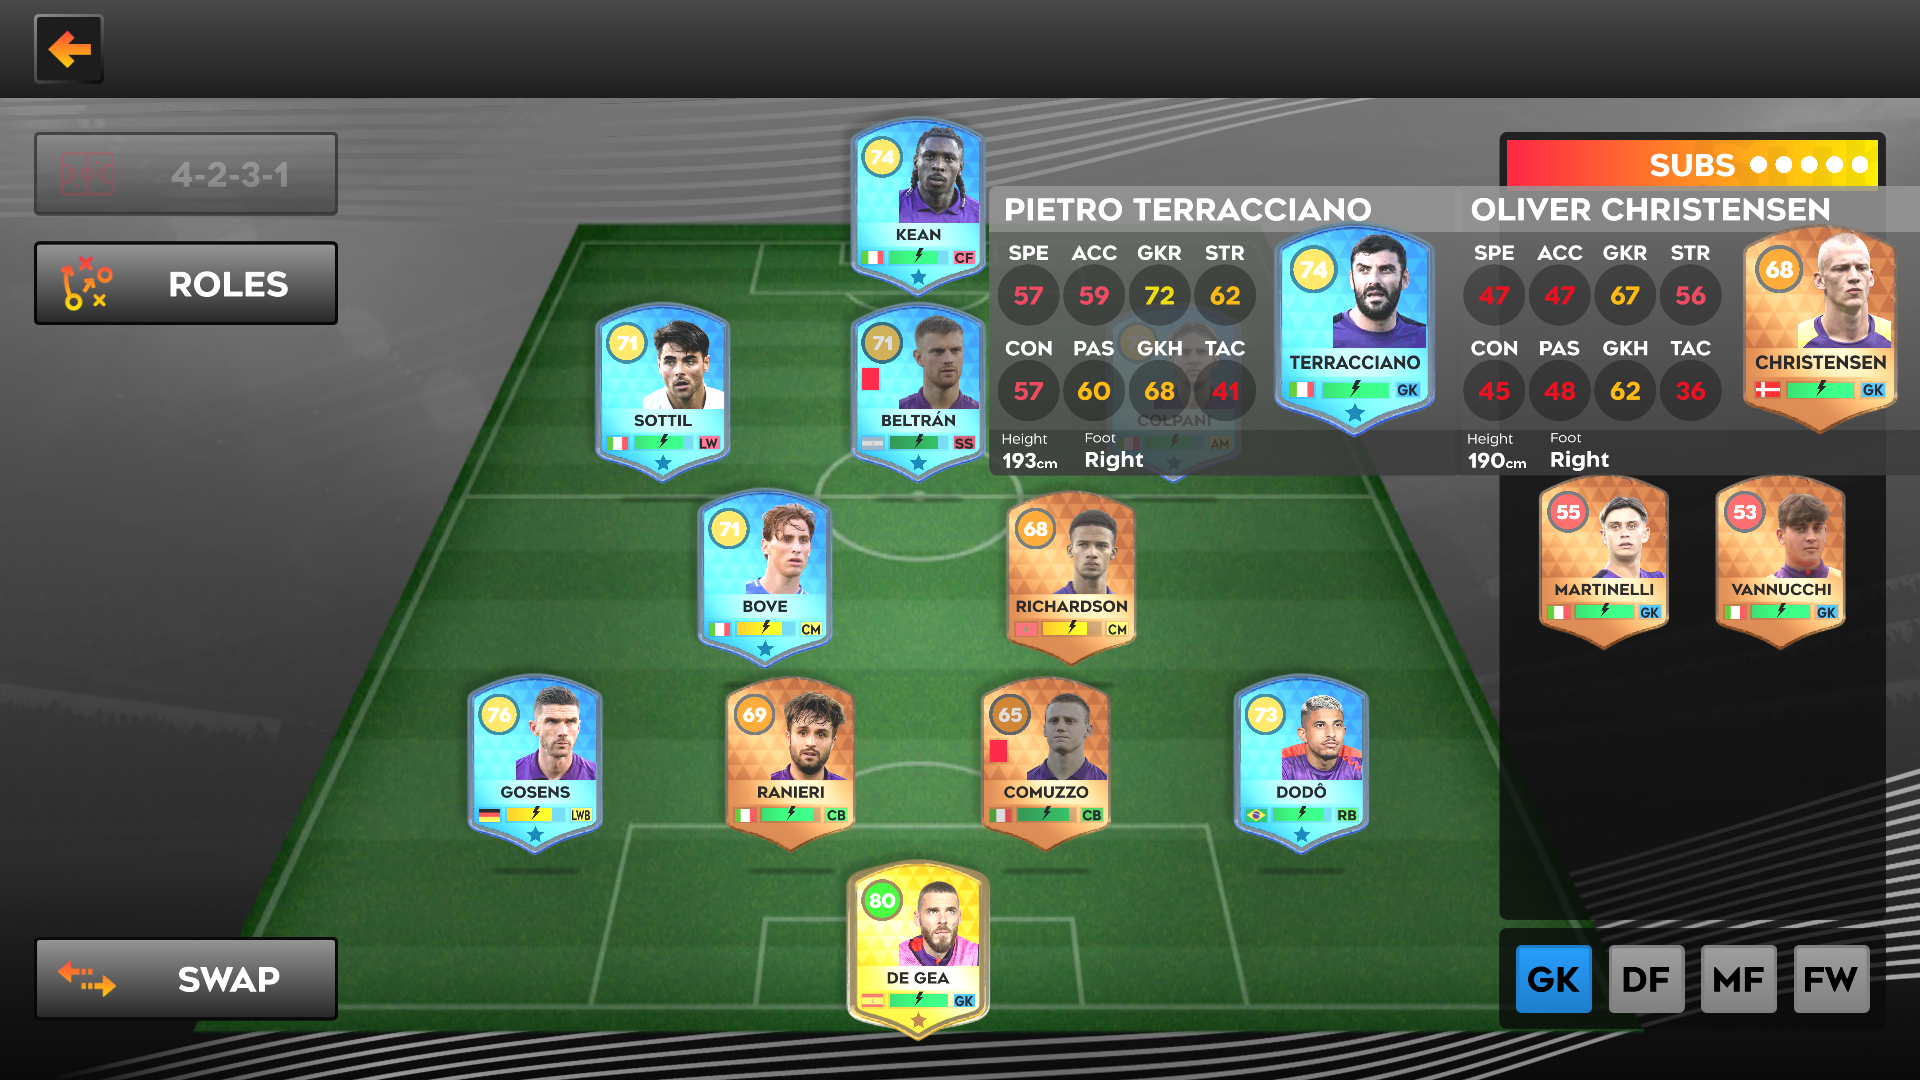 4-2-3-1
ROLES
SWAP
74
KEAN
CF
71
SOTTIL
LW
71
BELTRÁN
SS
COLPANI
AM
71
BOVE
CM
68
RICHARDSON
CM
76
GOSENS
LWB
69
RANIERI
CB
65
COMUZZO
CB
73
DODÔ
RB
80
DE GEA
GK
SUBS
PIETRO TERRACCIANO
SPE ACC GKR STR
57 59 72 62
CON PAS GKH TAC
57 60 68 41
Height Foot
193cm Right
74
TERRACCIANO
GK
OLIVER CHRISTENSEN
SPE ACC GKR STR
47 47 67 56
CON PAS GKH TAC
45 48 62 36
Height Foot
190cm Right
68
CHRISTENSEN
GK
55
MARTINELLI
GK
53
VANNUCCHI
GK
GK DF MF FW